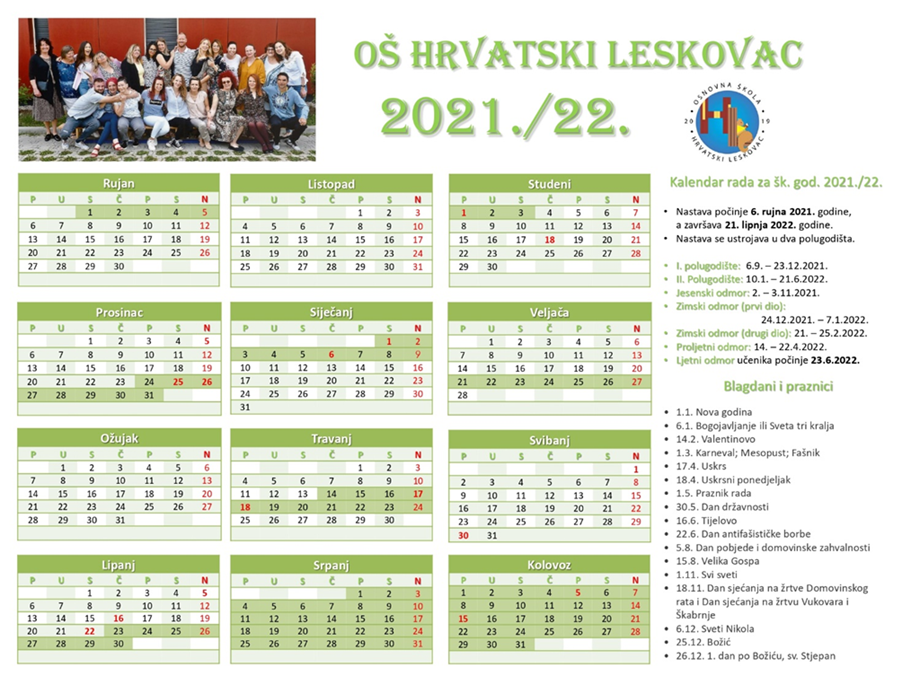 OŠ HRVATSKI LESKOVAC
2021./22.
OSNOVNA ŠKOLA
2019
HRVATSKI LESKOVAC
Rujan
P U S Č P S N
1 2 3 4 5
6 7 8 9 10 11 12
13 14 15 16 17 18 19
20 21 22 23 24 25 26
27 28 29 30
Listopad
P U S Č P S N
1 2 3
4 5 6 7 8 9 10
11 12 13 14 15 16 17
18 19 20 21 22 23 24
25 26 27 28 29 30 31
Studeni
P U S Č P S N
1 2 3 4 5 6 7
8 9 10 11 12 13 14
15 16 17 18 19 20 21
22 23 24 25 26 27 28
29 30
Prosinac
P U S Č P S N
1 2 3 4 5
6 7 8 9 10 11 12
13 14 15 16 17 18 19
20 21 22 23 24 25 26
27 28 29 30 31
Siječanj
P U S Č P S N
1 2
3 4 5 6 7 8 9
10 11 12 13 14 15 16
17 18 19 20 21 22 23
24 25 26 27 28 29 30
31
Veljača
P U S Č P S N
1 2 3 4 5 6
7 8 9 10 11 12 13
14 15 16 17 18 19 20
21 22 23 24 25 26 27
28
Ožujak
P U S Č P S N
1 2 3 4 5 6
7 8 9 10 11 12 13
14 15 16 17 18 19 20
21 22 23 24 25 26 27
28 29 30 31
Travanj
P U S Č P S N
1 2 3
4 5 6 7 8 9 10
11 12 13 14 15 16 17
18 19 20 21 22 23 24
25 26 27 28 29 30
Svibanj
P U S Č P S N
1
2 3 4 5 6 7 8
9 10 11 12 13 14 15
16 17 18 19 20 21 22
23 24 25 26 27 28 29
30 31
Lipanj
P U S Č P S N
1 2 3 4 5
6 7 8 9 10 11 12
13 14 15 16 17 18 19
20 21 22 23 24 25 26
27 28 29 30
Srpanj
P U S Č P S N
1 2 3
4 5 6 7 8 9 10
11 12 13 14 15 16 17
18 19 20 21 22 23 24
25 26 27 28 29 30 31
Kolovoz
P U S Č P S N
1 2 3 4 5 6 7
8 9 10 11 12 13 14
15 16 17 18 19 20 21
22 23 24 25 26 27 28
29 30 31
Kalendar rada za šk. god. 2021./22.
• Nastava počinje 6. rujna 2021. godine,
a završava 21. lipnja 2022. godine.
• Nastava se ustrojava u dva polugodišta.
• I. polugodište: 6.9. – 23.12.2021.
• II. Polugodište: 10.1. – 21.6.2022.
• Jesenski odmor: 2. – 3.11.2021.
• Zimski odmor (prvi dio):
24.12.2021. – 7.1.2022.
• Zimski odmor (drugi dio): 21. – 25.2.2022.
• Proljetni odmor: 14. – 22.4.2022.
• Ljetni odmor učenika počinje 23.6.2022.
Blagdani i praznici
• 1.1. Nova godina
• 6.1. Bogojavljanje ili Sveta tri kralja
• 14.2. Valentinovo
• 1.3. Karneval; Mesopust; Fašnik
• 17.4. Uskrs
• 18.4. Uskrsni ponedjeljak
• 1.5. Praznik rada
• 30.5. Dan državnosti
• 16.6. Tijelovo
• 22.6. Dan antifašističke borbe
• 5.8. Dan pobjede i domovinske zahvalnosti
• 15.8. Velika Gospa
• 1.11. Svi sveti
• 18.11. Dan sjećanja na žrtve Domovinskog
rata i Dan sjećanja na žrtvu Vukovara i
Škabrnje
• 6.12. Sveti Nikola
• 25.12. Božić
• 26.12. 1. dan po Božiću, sv. Stjepan